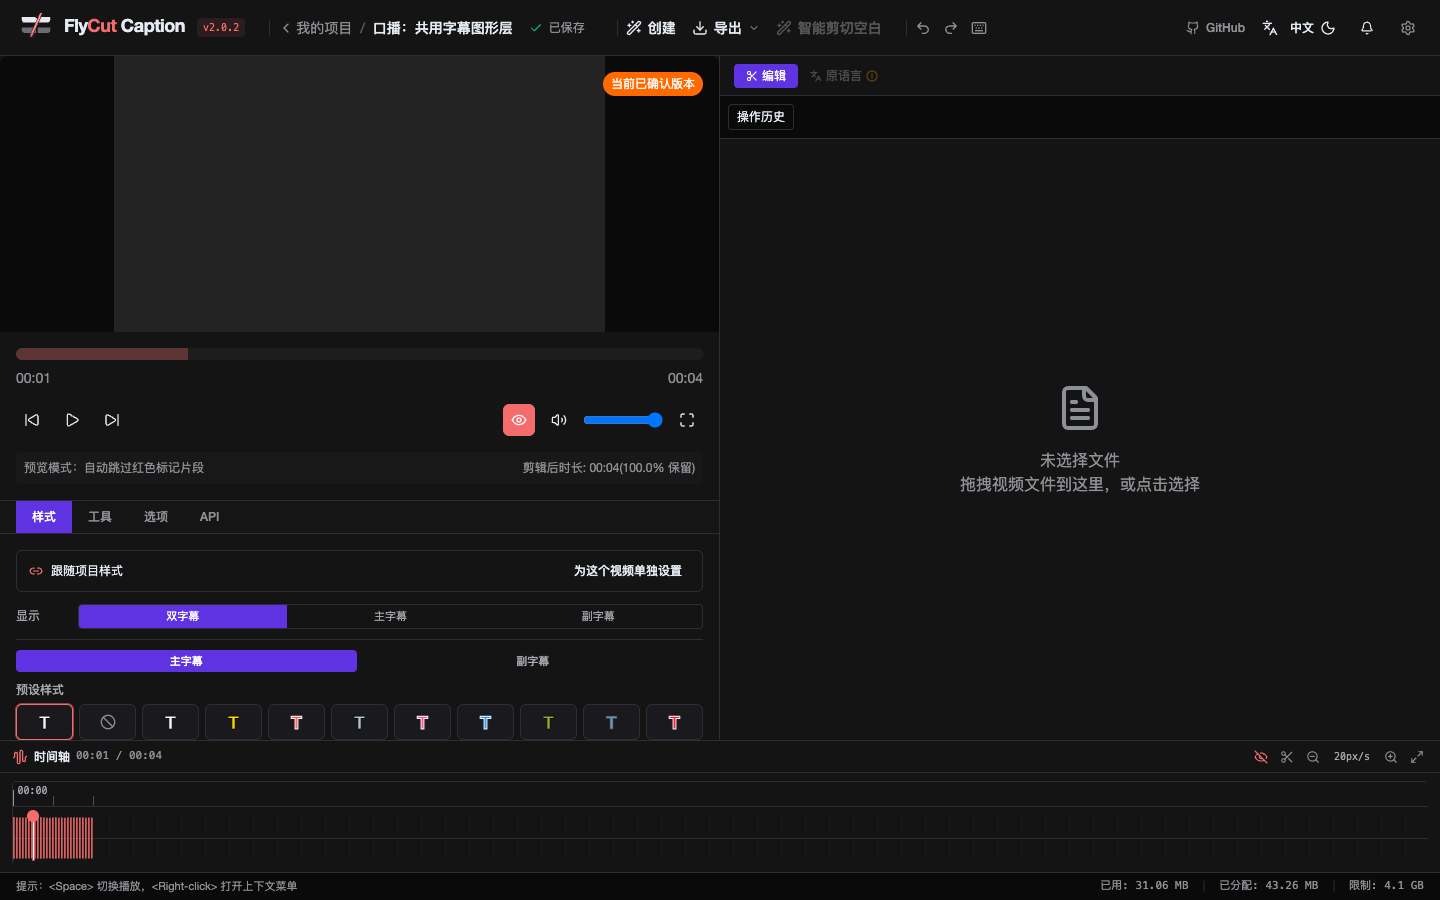 FlyCut Caption v2.0.2 我的项目 / 口播：共用字幕图形层 已保存 创建 导出 智能剪切空白 GitHub 中文
当前已确认版本
编辑 原语言
操作历史
未选择文件
拖拽视频文件到这里，或点击选择
00:01 00:04
预览模式：自动跳过红色标记片段 剪辑后时长: 00:04(100.0% 保留)
样式 工具 选项 API
跟随项目样式 为这个视频单独设置
显示 双字幕 主字幕 副字幕
主字幕 副字幕
预设样式
T T T T T T T T T T
时间轴 00:01 / 00:04 20px/s
00:00
提示：<Space> 切换播放，<Right-click> 打开上下文菜单 已用: 31.06 MB 已分配: 43.26 MB 限制: 4.1 GB